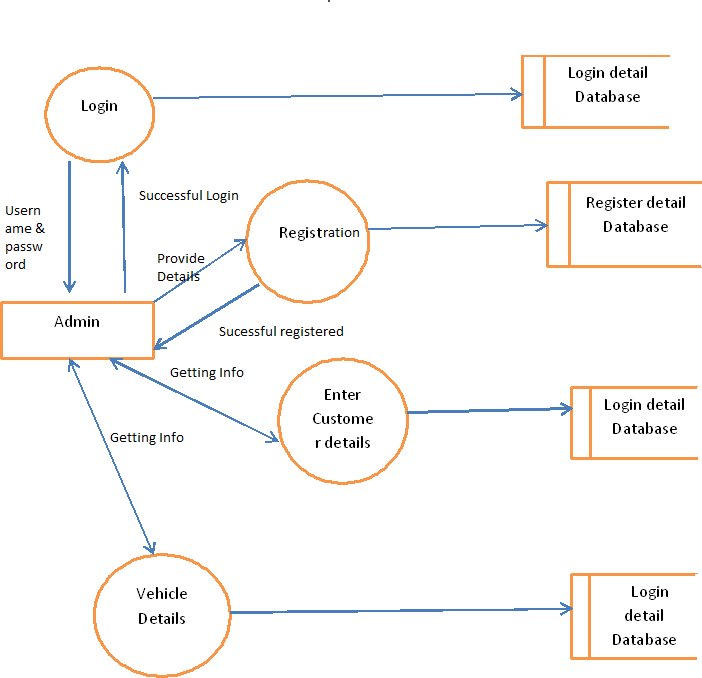 Login detail
Database
Login
Successful Login
Usern
ame &
passw
ord
Register detail
Database
Registration
Provide
Details
Admin
Sucessful registered
Getting Info
Enter
Custome
r details
Login detail
Database
Getting Info
Vehicle
Details
Login
detail
Database